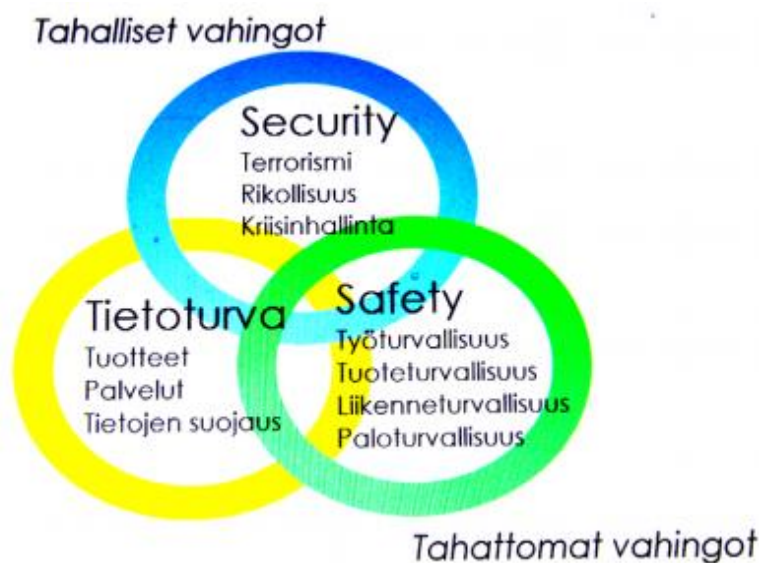 Tahalliset vahingot
Security
Terrorismi
Rikollisuus
Kriisinhallinta
Tietoturva
Tuotteet
Palvelut
Tietojen suojaus
Safety
Työturvallisuus
Tuoteturvallisuus
Liikenneturvallisuus
Paloturvallisuus
Tahattomat vahingot